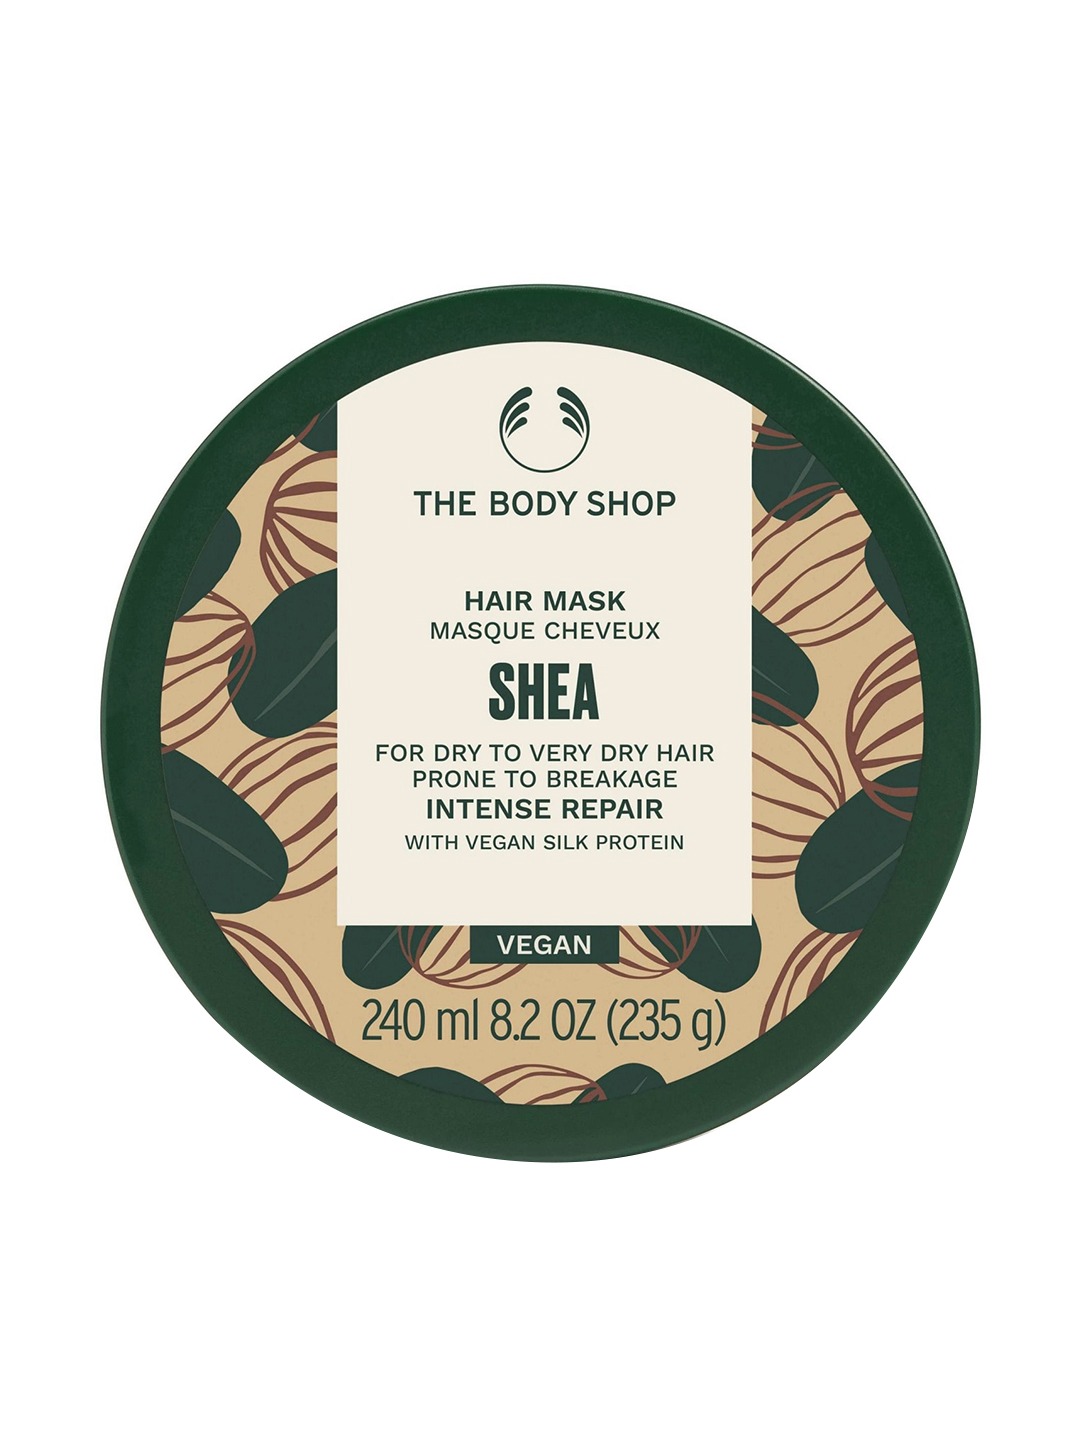 THE BODY SHOP
HAIR MASK
MASQUE CHEVEUX
SHEA
FOR DRY TO VERY DRY HAIR
PRONE TO BREAKAGE
INTENSE REPAIR
WITH VEGAN SILK PROTEIN
VEGAN
240 ml 8.2 OZ (235 g)